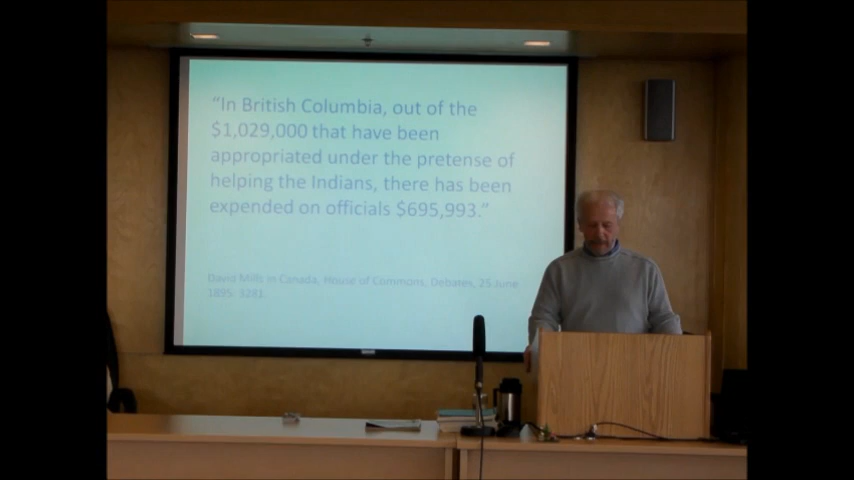 “In British Columbia, out of the
$1,029,000 that have been
appropriated under the pretense of
helping the Indians, there has been
expended on officials $695,993.”
David Mills in Canada, House of Commons, Debates, 25 June
1895: 3281